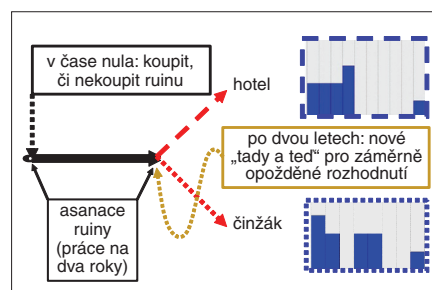 v čase nula: koupit,
či nekoupit ruinu
hotel
po dvou letech: nové
„tady a teď“ pro záměrně
opožděné rozhodnutí
asanace
ruiny
(práce na
dva roky)
činžák